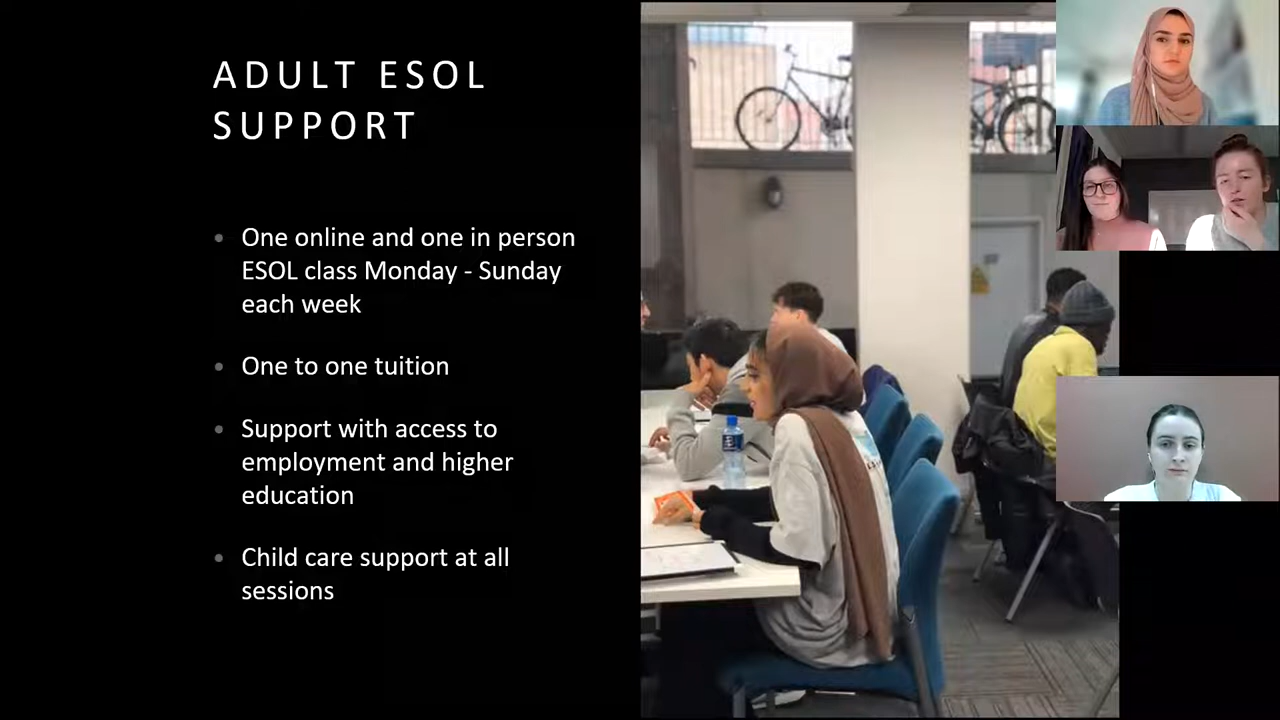 ADULT ESOL
SUPPORT
• One online and one in person
ESOL class Monday - Sunday
each week
• One to one tuition
• Support with access to
employment and higher
education
• Child care support at all
sessions